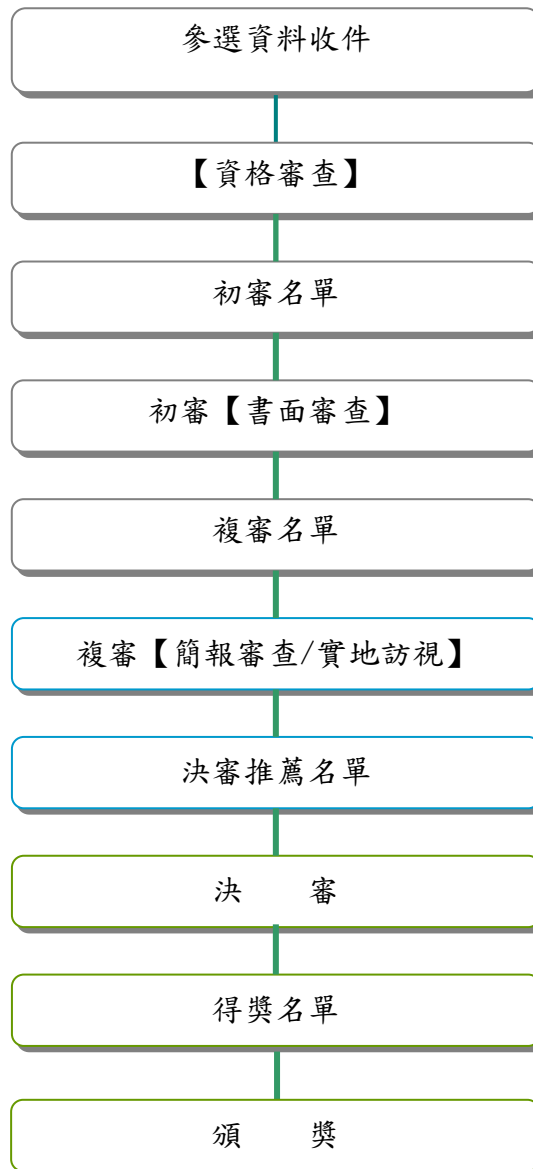 參選資料收件
【資格審查】
初審名單
初審【書面審查】
複審名單
複審【簡報審查/實地訪視】
決審推薦名單
決　　審
得獎名單
頒　　獎